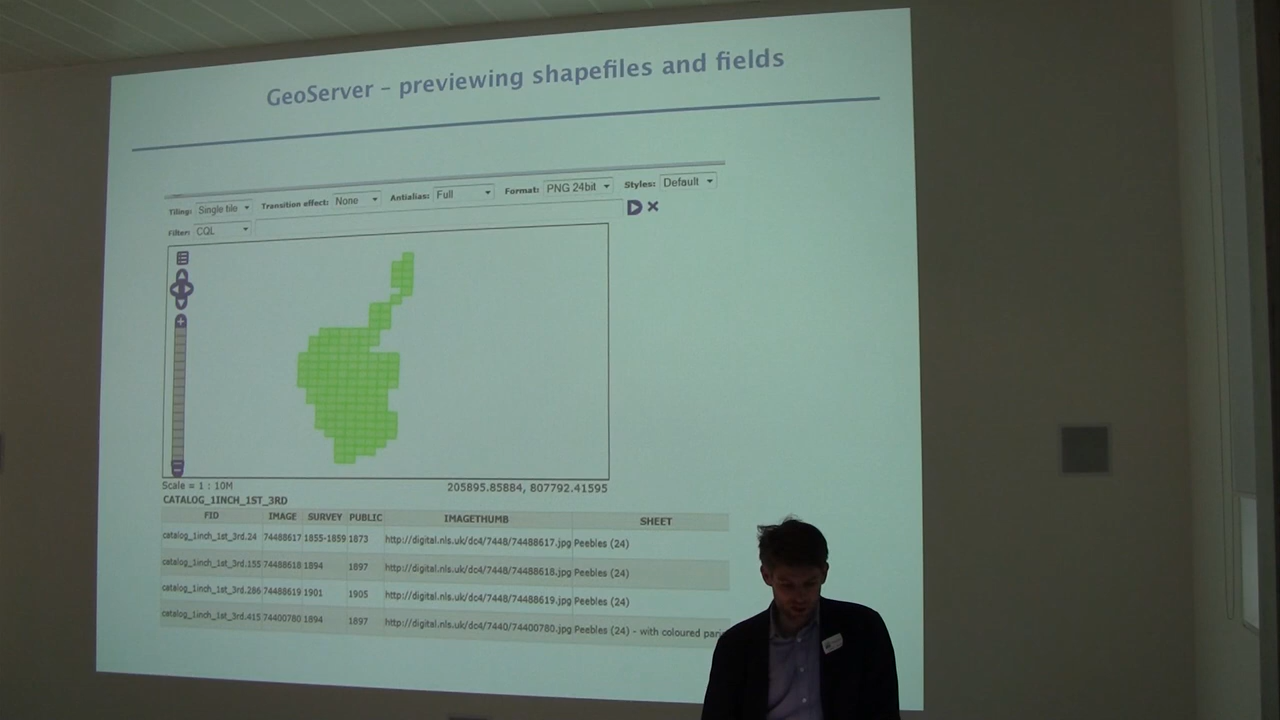 GeoServer – previewing shapefiles and fields
Tiling: Single tile Transition effect: None Antialias: Full Format: PNG 24bit Styles: Default
Filter: CQL
Scale = 1 : 10M 205895.85884, 807792.41595
CATALOG_1INCH_1ST_3RD
FID IMAGE SURVEY PUBLIC IMAGETHUMB SHEET
catalog_1inch_1st_3rd.24 74488617 1855-1859 1873 http://digital.nls.uk/dc4/7448/74488617.jpg Peebles (24)
catalog_1inch_1st_3rd.155 74488618 1894 1897 http://digital.nls.uk/dc4/7448/74488618.jpg Peebles (24)
catalog_1inch_1st_3rd.286 74488619 1901 1905 http://digital.nls.uk/dc4/7448/74488619.jpg Peebles (24)
catalog_1inch_1st_3rd.415 74400780 1894 1897 http://digital.nls.uk/dc4/7440/74400780.jpg Peebles (24) - with coloured